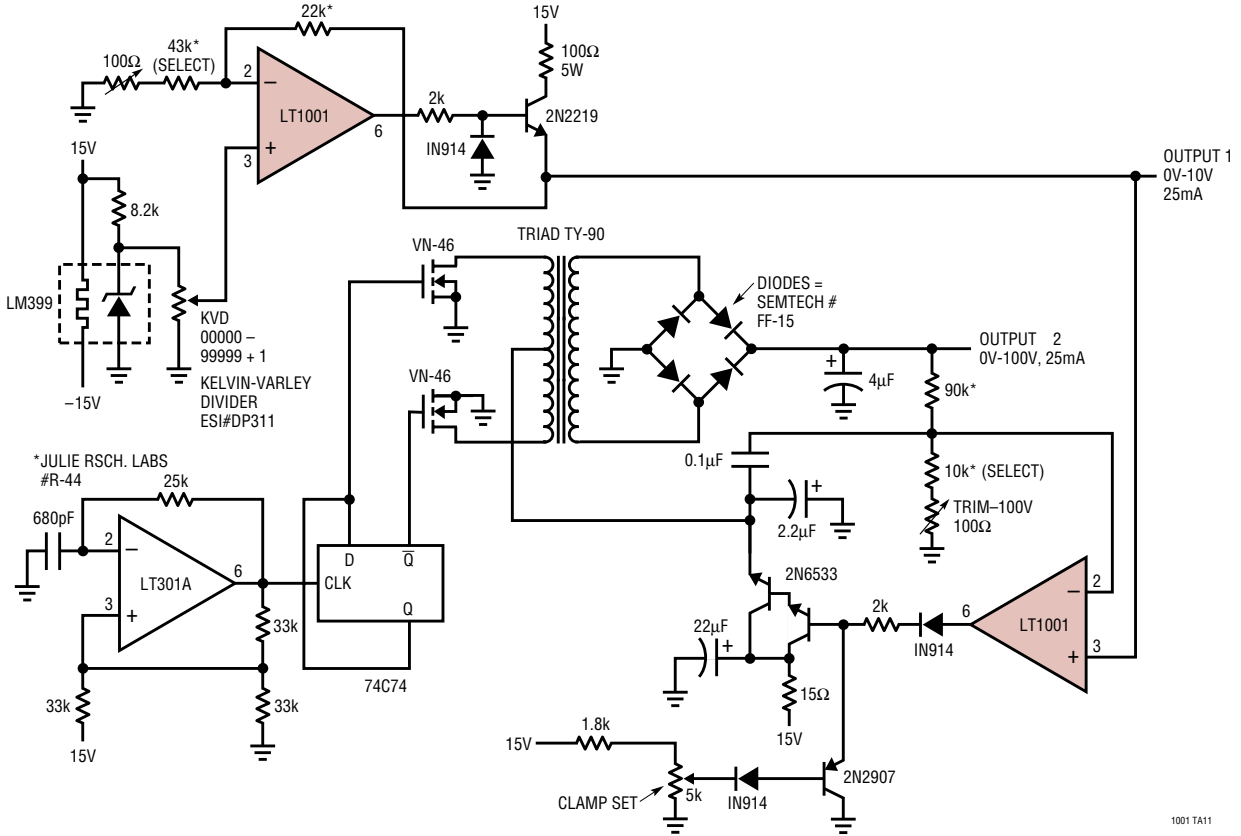 22k*
15V
100Ω
43k*
(SELECT)
100Ω
5W
2
−
LT1001
6
+
3
2k
2N2219
IN914
15V
8.2k
OUTPUT 1
0V-10V
25mA
LM399
KVD
00000 –
99999 + 1
KELVIN-VARLEY
DIVIDER
ESI#DP311
–15V
VN-46
TRIAD TY-90
DIODES =
SEMTECH #
FF-15
OUTPUT 2
0V-100V, 25mA
VN-46
+
4µF
90k*
*JULIE RSCH. LABS
#R-44
25k
680pF
2
−
LT301A
6
3
+
33k
33k
33k
15V
D
Q
CLK
Q
74C74
0.1µF
+
2.2µF
10k* (SELECT)
TRIM–100V
100Ω
2N6533
22µF
+
15Ω
15V
2k
IN914
6
−
2
LT1001
+
3
1.8k
15V
5k
CLAMP SET
IN914
2N2907
1001 TA11